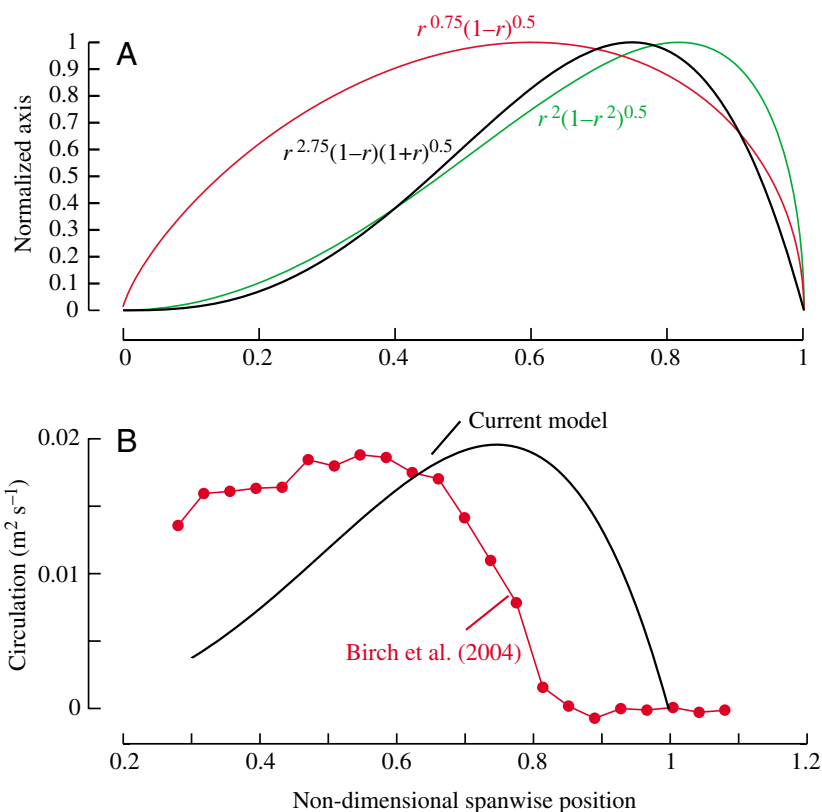 A
r^0.75(1–r)^0.5
r^2(1–r^2)^0.5
r^2.75(1–r)(1+r)^0.5
Normalized axis
1
0.9
0.8
0.7
0.6
0.5
0.4
0.3
0.2
0.1
0
0 0.2 0.4 0.6 0.8 1
B
Current model
Birch et al. (2004)
Circulation (m² s⁻¹)
0.02
0.01
0
0.2 0.4 0.6 0.8 1 1.2
Non-dimensional spanwise position